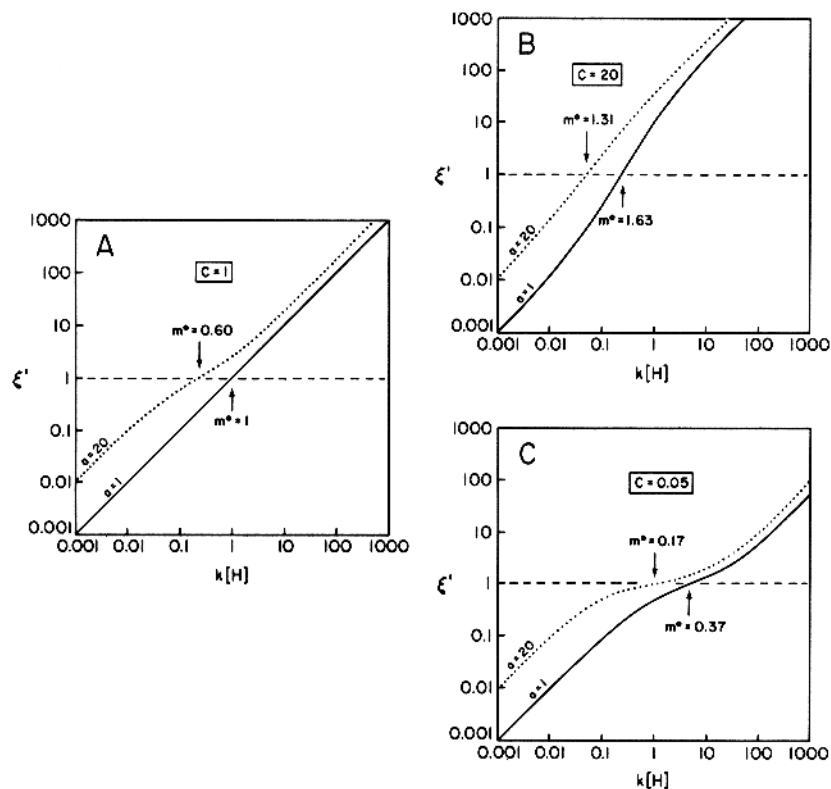 A
C = 1
m* = 0.60
m* = 1
a = 20
a = 1
ξ'
1000
100
10
1
0.1
0.01
0.001
0.001 0.01 0.1 1 10 100 1000
k[H]
B
C = 20
m* = 1.31
m* = 1.63
a = 20
a = 1
ξ'
1000
100
10
1
0.1
0.01
0.001
0.001 0.01 0.1 1 10 100 1000
k[H]
C
C = 0.05
m* = 0.17
m* = 0.37
a = 20
a = 1
ξ'
1000
100
10
1
0.1
0.01
0.001
0.001 0.01 0.1 1 10 100 1000
k[H]